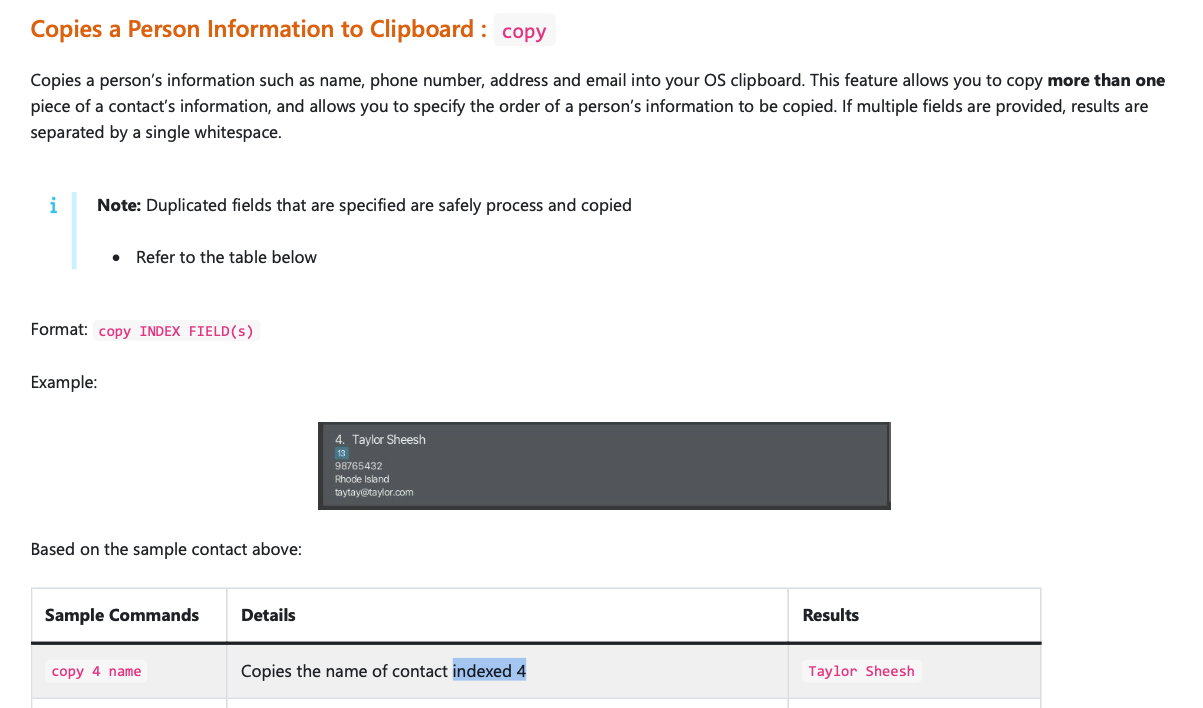 Copies a Person Information to Clipboard : copy
Copies a person's information such as name, phone number, address and email into your OS clipboard. This feature allows you to copy more than one
piece of a contact's information, and allows you to specify the order of a person's information to be copied. If multiple fields are provided, results are
separated by a single whitespace.
i
Note: Duplicated fields that are specified are safely process and copied
• Refer to the table below
Format: copy INDEX FIELD(s)
Example:
4. Taylor Sheesh
13
98765432
Rhode Island
taytay@taylor.com
Based on the sample contact above:
Sample Commands Details Results
copy 4 name Copies the name of contact indexed 4 Taylor Sheesh